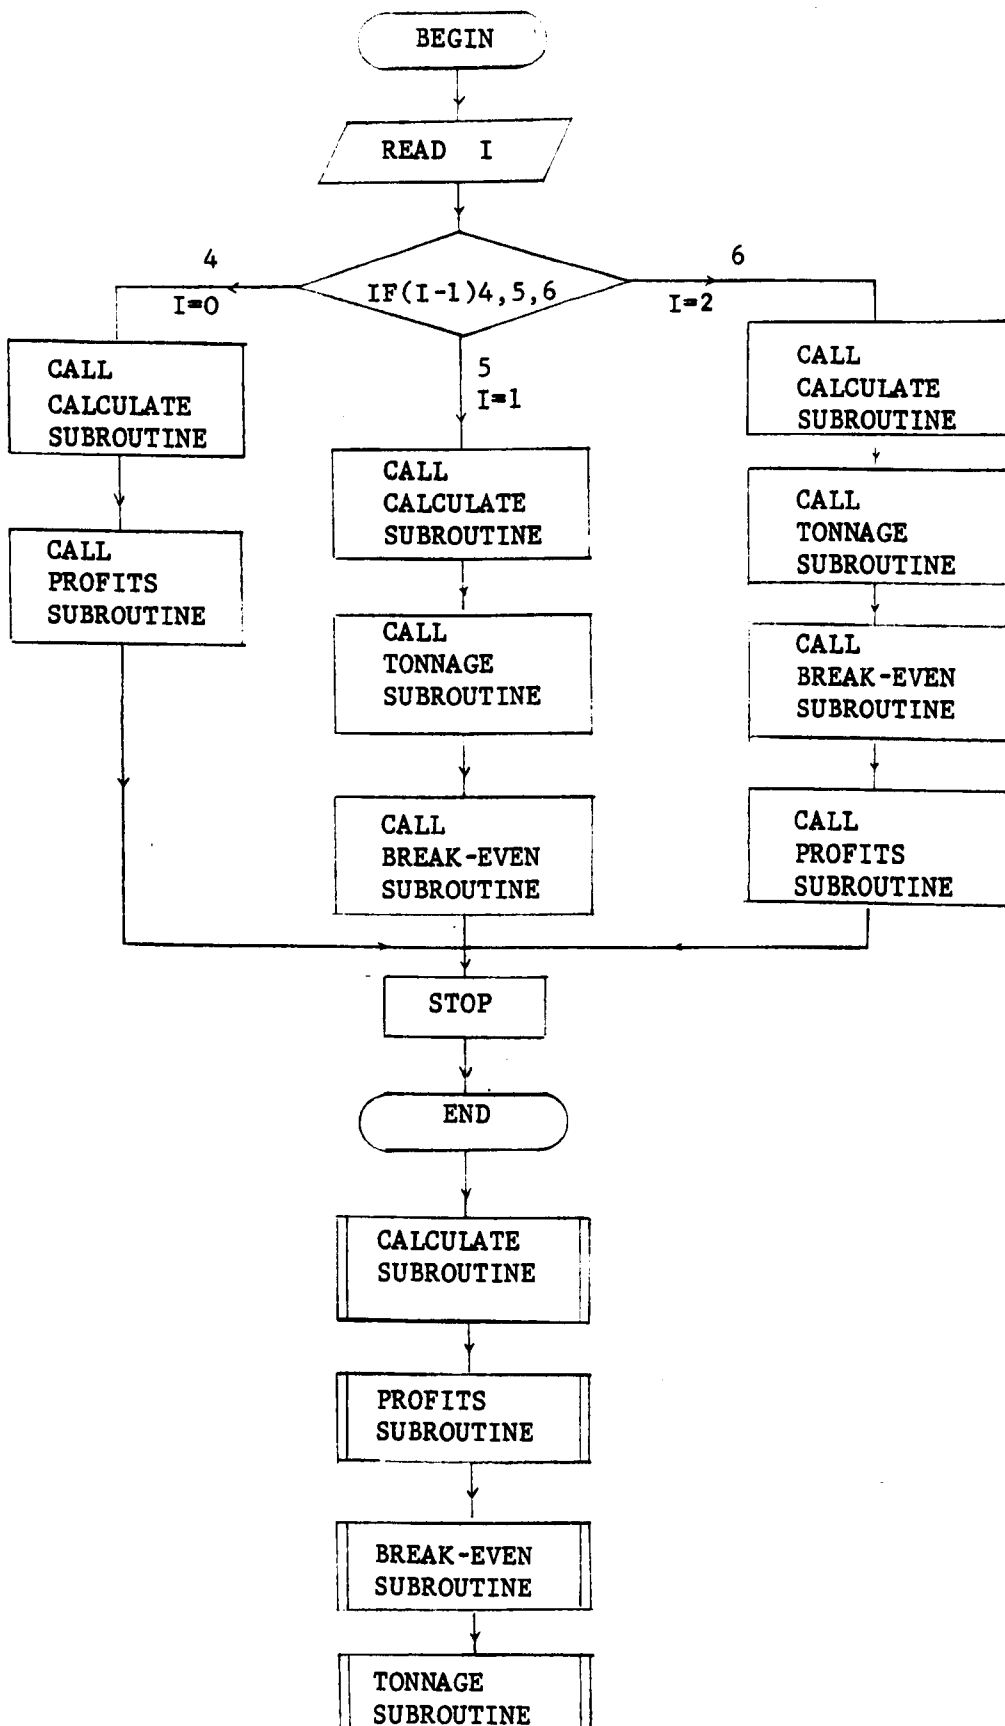 BEGIN
READ I
IF(I-1)4,5,6
4
I=0
6
I=2
5
I=1
CALL
CALCULATE
SUBROUTINE
CALL
PROFITS
SUBROUTINE
CALL
CALCULATE
SUBROUTINE
CALL
TONNAGE
SUBROUTINE
CALL
BREAK-EVEN
SUBROUTINE
CALL
CALCULATE
SUBROUTINE
CALL
TONNAGE
SUBROUTINE
CALL
BREAK-EVEN
SUBROUTINE
CALL
PROFITS
SUBROUTINE
STOP
END
CALCULATE
SUBROUTINE
PROFITS
SUBROUTINE
BREAK-EVEN
SUBROUTINE
TONNAGE
SUBROUTINE